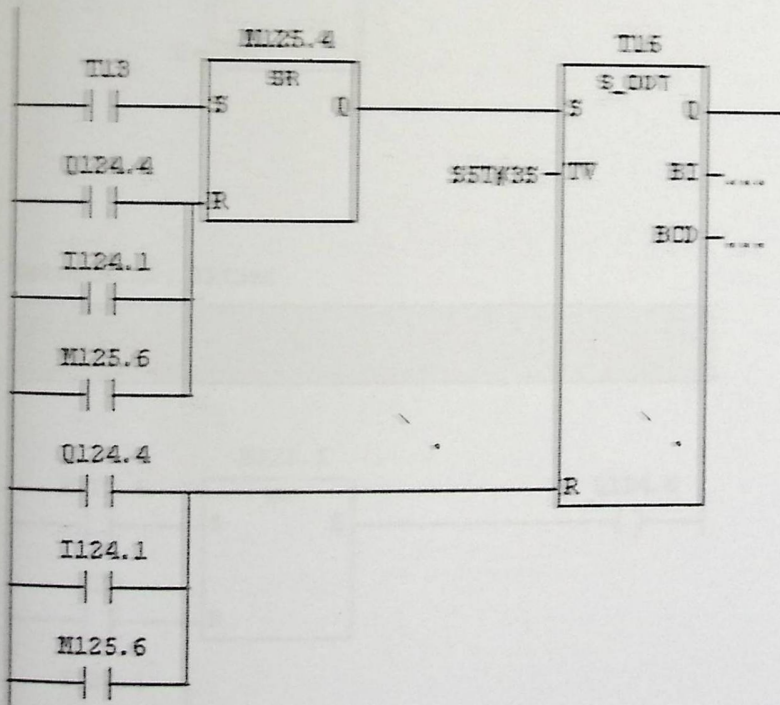 M125.4
T16
T13
SR
S_ODT
S
Q
S
Q
Q124.4
S5T#3S
TV
BI
...
R
I124.1
BCD
...
M125.6
Q124.4
R
I124.1
M125.6